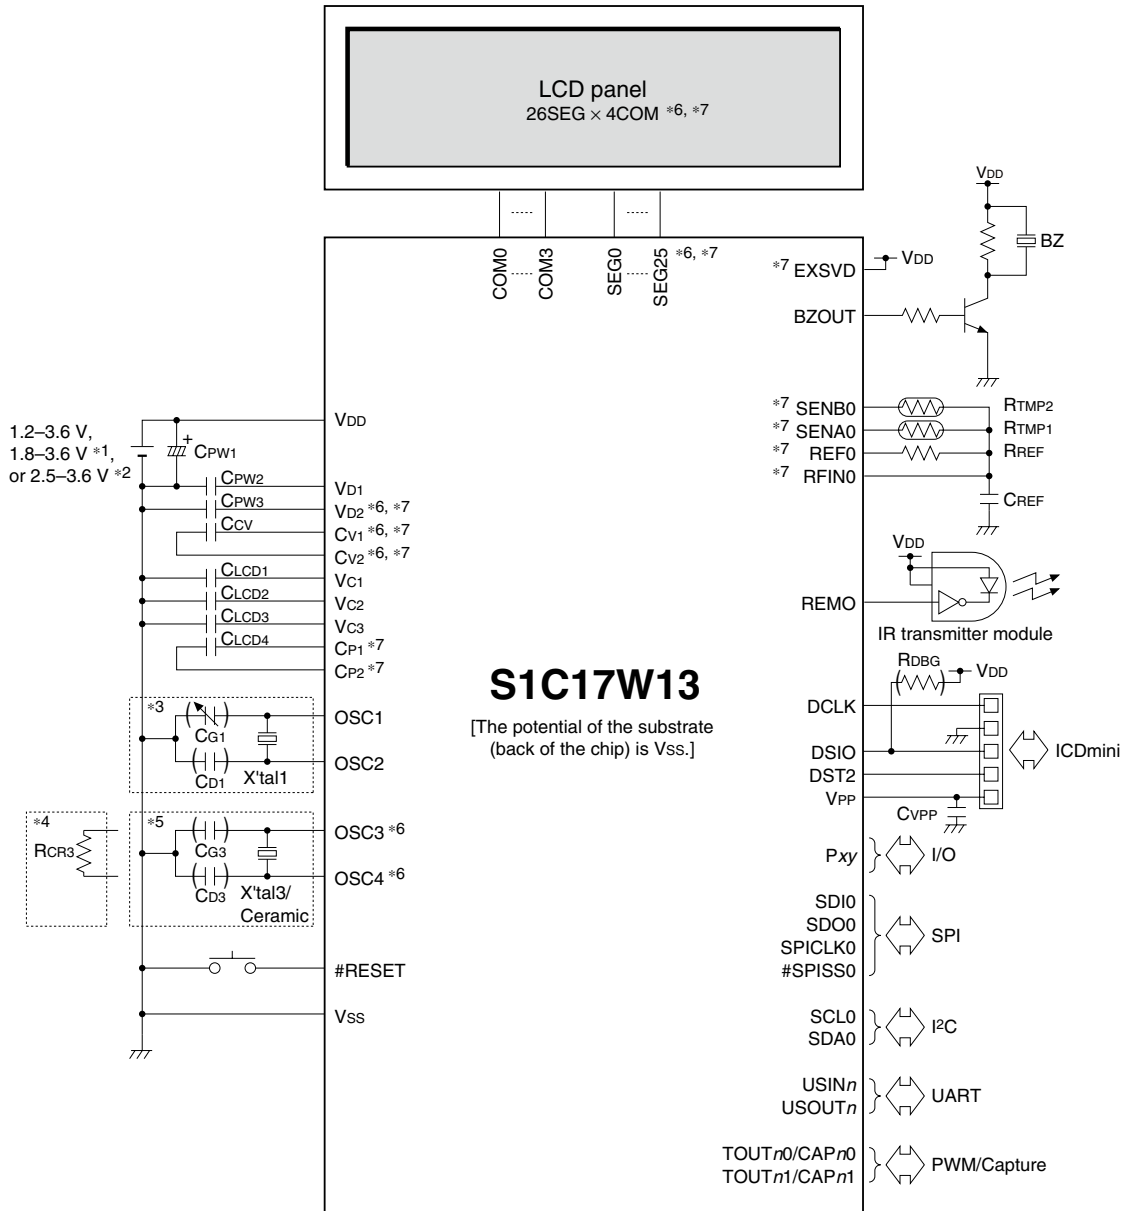 LCD panel
26SEG × 4COM *6, *7
COM0
.....
COM3
SEG0
.....
SEG25
*6, *7
VDD
BZ
*7 EXSVD
VDD
BZOUT
*7 SENB0
RTMP2
*7 SENA0
RTMP1
*7 REF0
RREF
*7 RFIN0
CREF
VDD
REMO
IR transmitter module
RDBG
VDD
DCLK
DSIO
ICDmini
DST2
VPP
CVPP
Pxy
I/O
SDI0
SDO0
SPICLK0
#SPISS0
SPI
SCL0
SDA0
I2C
USINn
USOUTn
UART
TOUTn0/CAPn0
TOUTn1/CAPn1
PWM/Capture
1.2–3.6 V,
1.8–3.6 V *1,
or 2.5–3.6 V *2
+
CPW1
VDD
CPW2
VD1
CPW3
VD2 *6, *7
CCV
CV1 *6, *7
CV2 *6, *7
CLCD1
VC1
CLCD2
VC2
CLCD3
VC3
CLCD4
CP1 *7
CP2 *7
S1C17W13
[The potential of the substrate
(back of the chip) is VSS.]
*3
CG1
OSC1
CD1
X'tal1
OSC2
*4
RCR3
*5
CG3
OSC3 *6
CD3
X'tal3/
Ceramic
OSC4 *6
#RESET
VSS